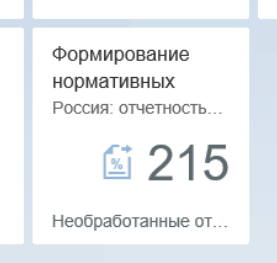 Формирование
нормативных
Россия: отчетность...
% 215
Необработанные от...